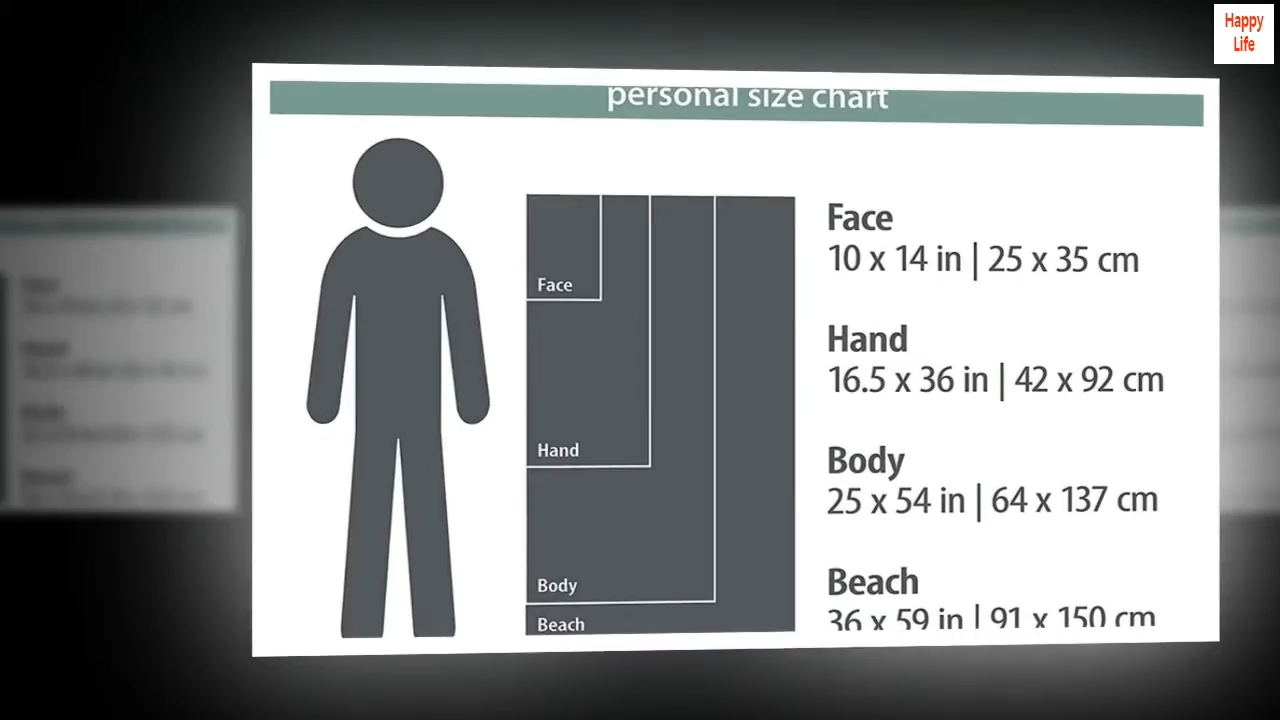 Happy
Life
personal size chart
Face
10 x 14 in | 25 x 35 cm
Hand
16.5 x 36 in | 42 x 92 cm
Body
25 x 54 in | 64 x 137 cm
Beach
36 x 59 in | 91 x 150 cm
Face
Hand
Body
Beach